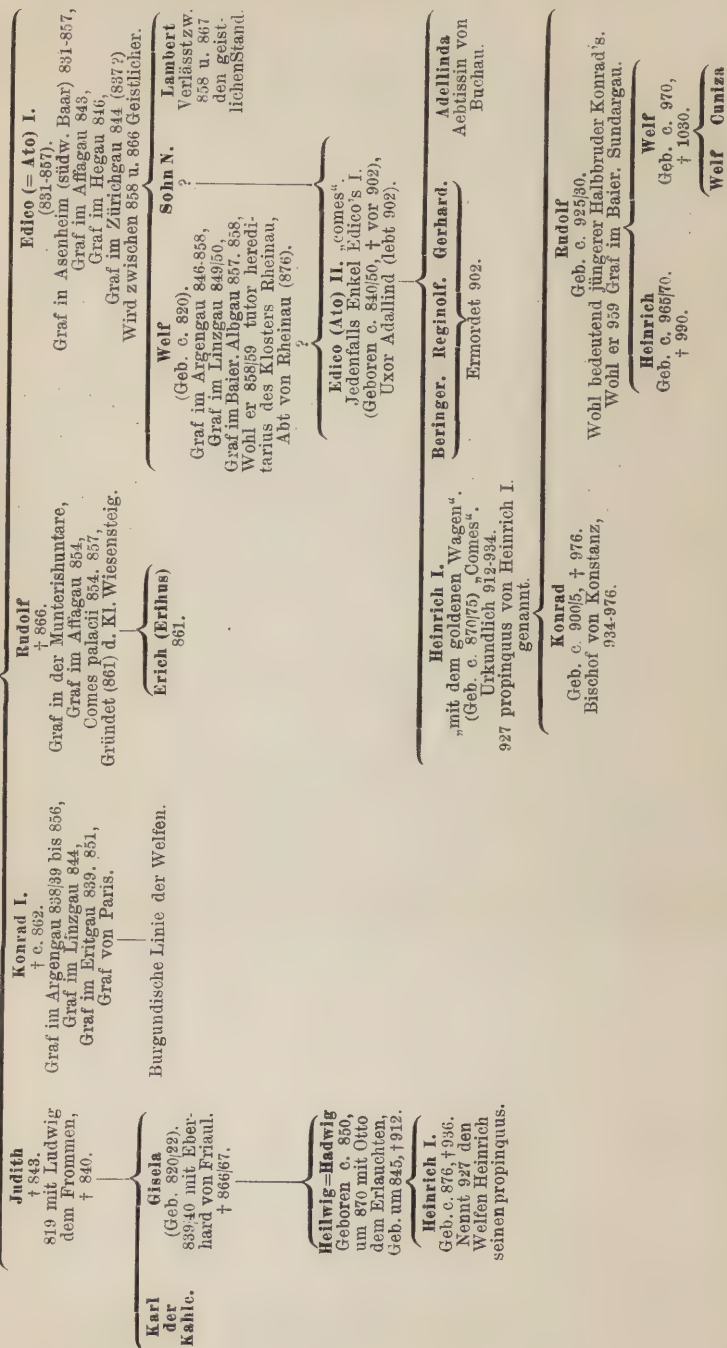 Judith
† 843.
819 mit Ludwig
dem Frommen,
† 840.
Konrad I.
† c. 862.
Graf im Argengau 838/39 bis 856,
Graf im Linzgau 844,
Graf im Eritgau 839. 851,
Graf von Paris.
Burgundische Linie der Welfen.
Rudolf
† 866.
Graf in der Munterishuntare,
Graf im Affagau 854,
Comes palacii 854. 857,
Gründet (861) d. Kl. Wiesensteig.
Erich (Erihus)
861.
Edico (= Ato) I.
(831-857).
Graf in Asenheim (südw. Baar) 831-857,
Graf im Affagau 843,
Graf im Hegau 846,
Graf im Zürichgau 844 (837?)
Wird zwischen 858 u. 866 Geistlicher.
Karl
der
Kahle.
Gisela
(Geb. 820/22).
839/40 mit Eber-
hard von Friaul.
† 866/67.
Welf
(Geb. c. 820).
Graf im Argengau 846-858,
Graf im Linzgau 849/50,
Graf im Baier. Albgau 857. 858,
Wohl er 858/59 tutor heredi-
tarius des Klosters Rheinau,
Abt von Rheinau (876).
?
Sohn N.
?
Lambert
Verlässt zw.
858 u. 867
den geist-
lichen Stand.
Heilwig=Hadwig
Geboren c. 850,
um 870 mit Otto
dem Erlauchten,
Geb. um 845, † 912.
Edico (Ato) II. „comes“.
Jedenfalls Enkel Edico's I.
(Geboren c. 840/50, † vor 902),
Uxor Adallind (lebt 902).
Heinrich I.
Geb. c. 876, † 936.
Nennt 927 den
Welfen Heinrich
seinen propinquus.
Heinrich I.
„mit dem goldenen Wagen“.
(Geb. c. 870/75) „Comes“.
Urkundlich 912-934.
927 propinquus von Heinrich I.
genannt.
Beringer. Reginolf. Gerhard.
Ermordet 902.
Adellinda
Aebtissin von
Buchau.
Konrad
Geb. c. 900/5, † 976.
Bischof von Konstanz,
934-976.
Rudolf
Geb. c. 925/30.
Wohl bedeutend jüngerer Halbbruder Konrad's.
Wohl er 959 Graf im Baier. Sundargau.
Heinrich
Geb. c. 965/70.
† 990.
Welf
Geb. c. 970,
† 1030.
Welf Cuniza